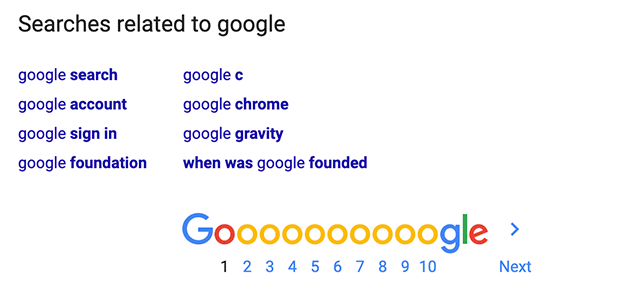 Searches related to google
google search google c
google account google chrome
google sign in google gravity
google foundation when was google founded
Goooooooooogle >
1 2 3 4 5 6 7 8 9 10 Next